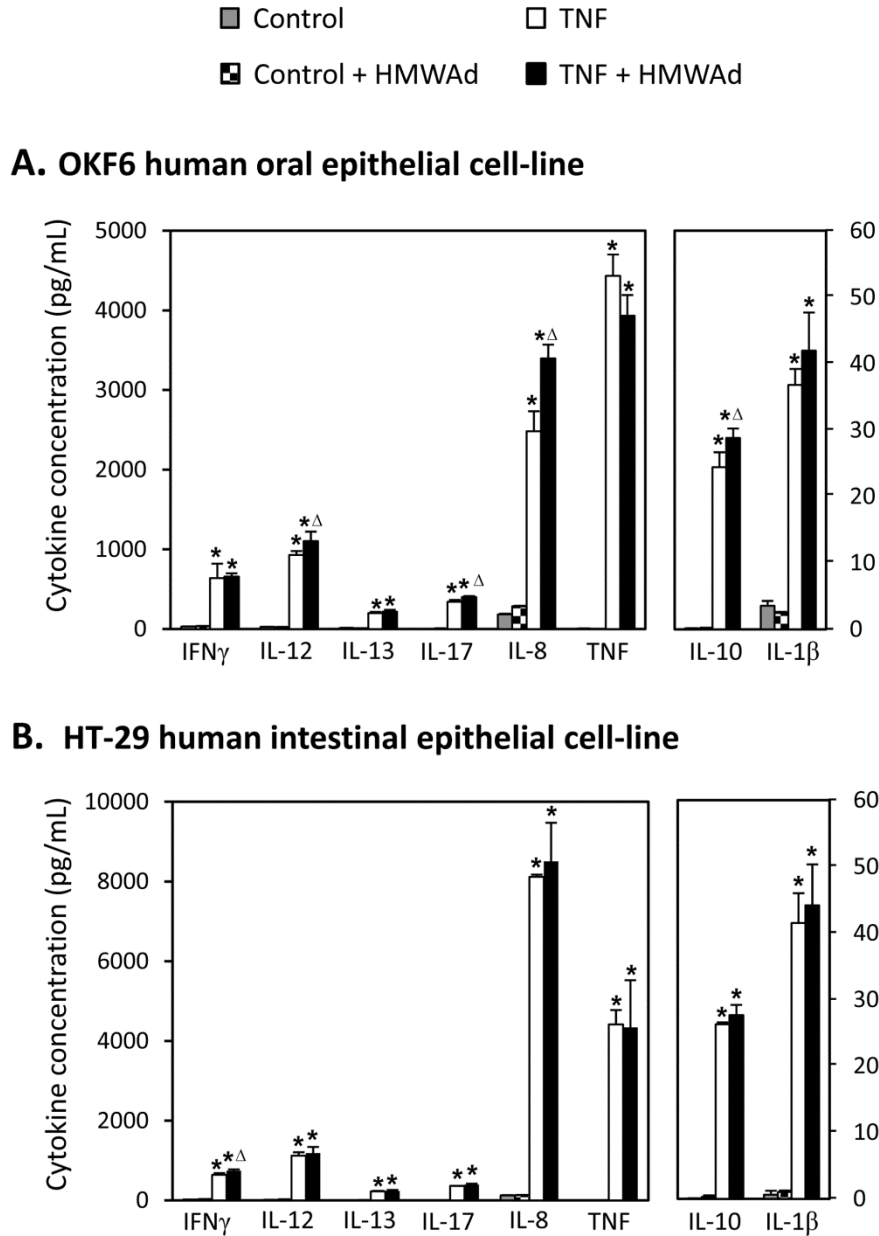 Control
TNF
Control + HMWAd
TNF + HMWAd
A. OKF6 human oral epithelial cell-line
Cytokine concentration (pg/mL)
5000
4000
3000
2000
1000
0
* * *Δ * * * * * *Δ * *Δ * *
* *Δ * *
60
50
40
30
20
10
0
IFNγ IL-12 IL-13 IL-17 IL-8 TNF IL-10 IL-1β
B. HT-29 human intestinal epithelial cell-line
Cytokine concentration (pg/mL)
10000
8000
6000
4000
2000
0
* *Δ * * * * * * * * * *
* * * *
60
50
40
30
20
10
0
IFNγ IL-12 IL-13 IL-17 IL-8 TNF IL-10 IL-1β